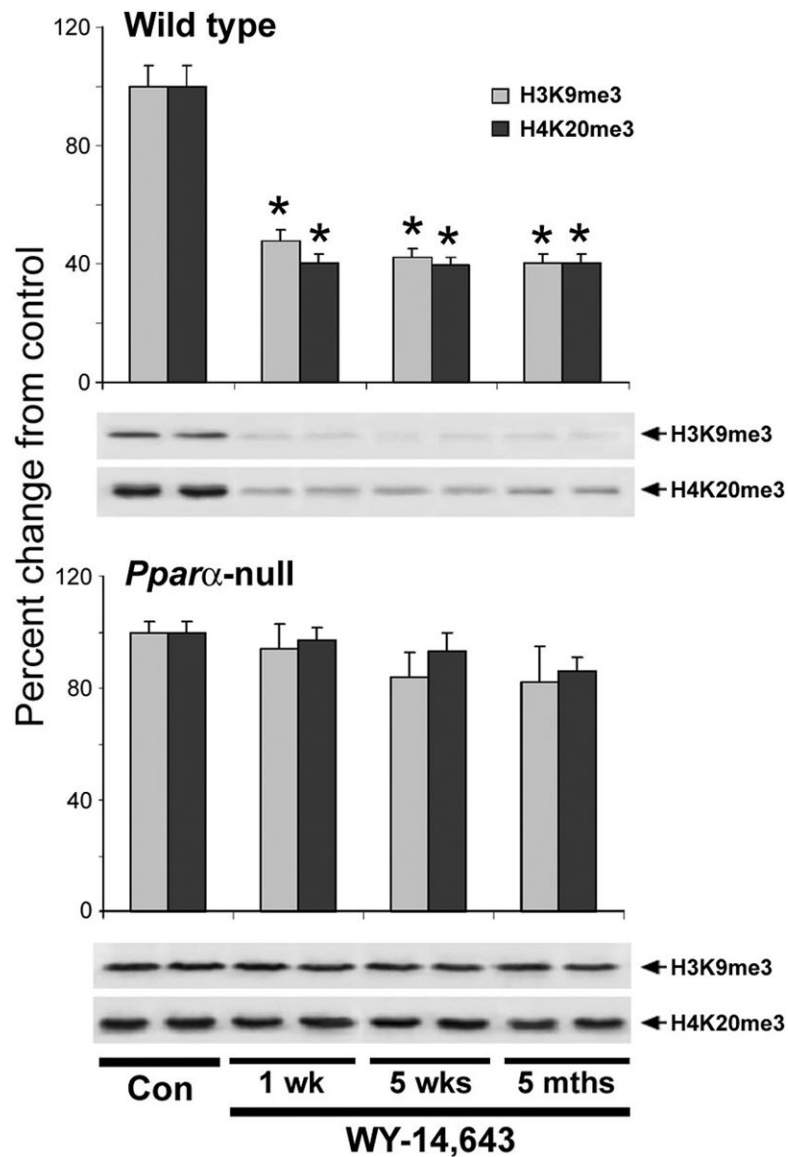 Percent change from control
Wild type
120
80
40
0
H3K9me3
H4K20me3
* * * * * *
H3K9me3
H4K20me3
Pparα-null
120
80
40
0
H3K9me3
H4K20me3
Con 1 wk 5 wks 5 mths
WY-14,643